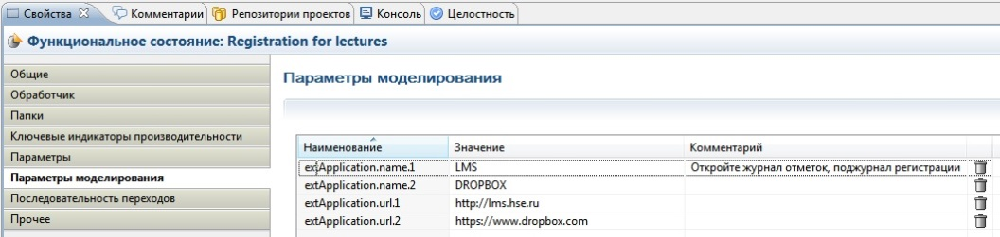 Свойства Комментарии Репозитории проектов Консоль Целостность
Функциональное состояние: Registration for lectures
Общие
Обработчик
Папки
Ключевые индикаторы производительности
Параметры
Параметры моделирования
Последовательность переходов
Прочее
Параметры моделирования
Наименование Значение Комментарий
extApplication.name.1 LMS Откройте журнал отметок, поджурнал регистрации
extApplication.name.2 DROPBOX
extApplication.url.1 http://lms.hse.ru
extApplication.url.2 https://www.dropbox.com